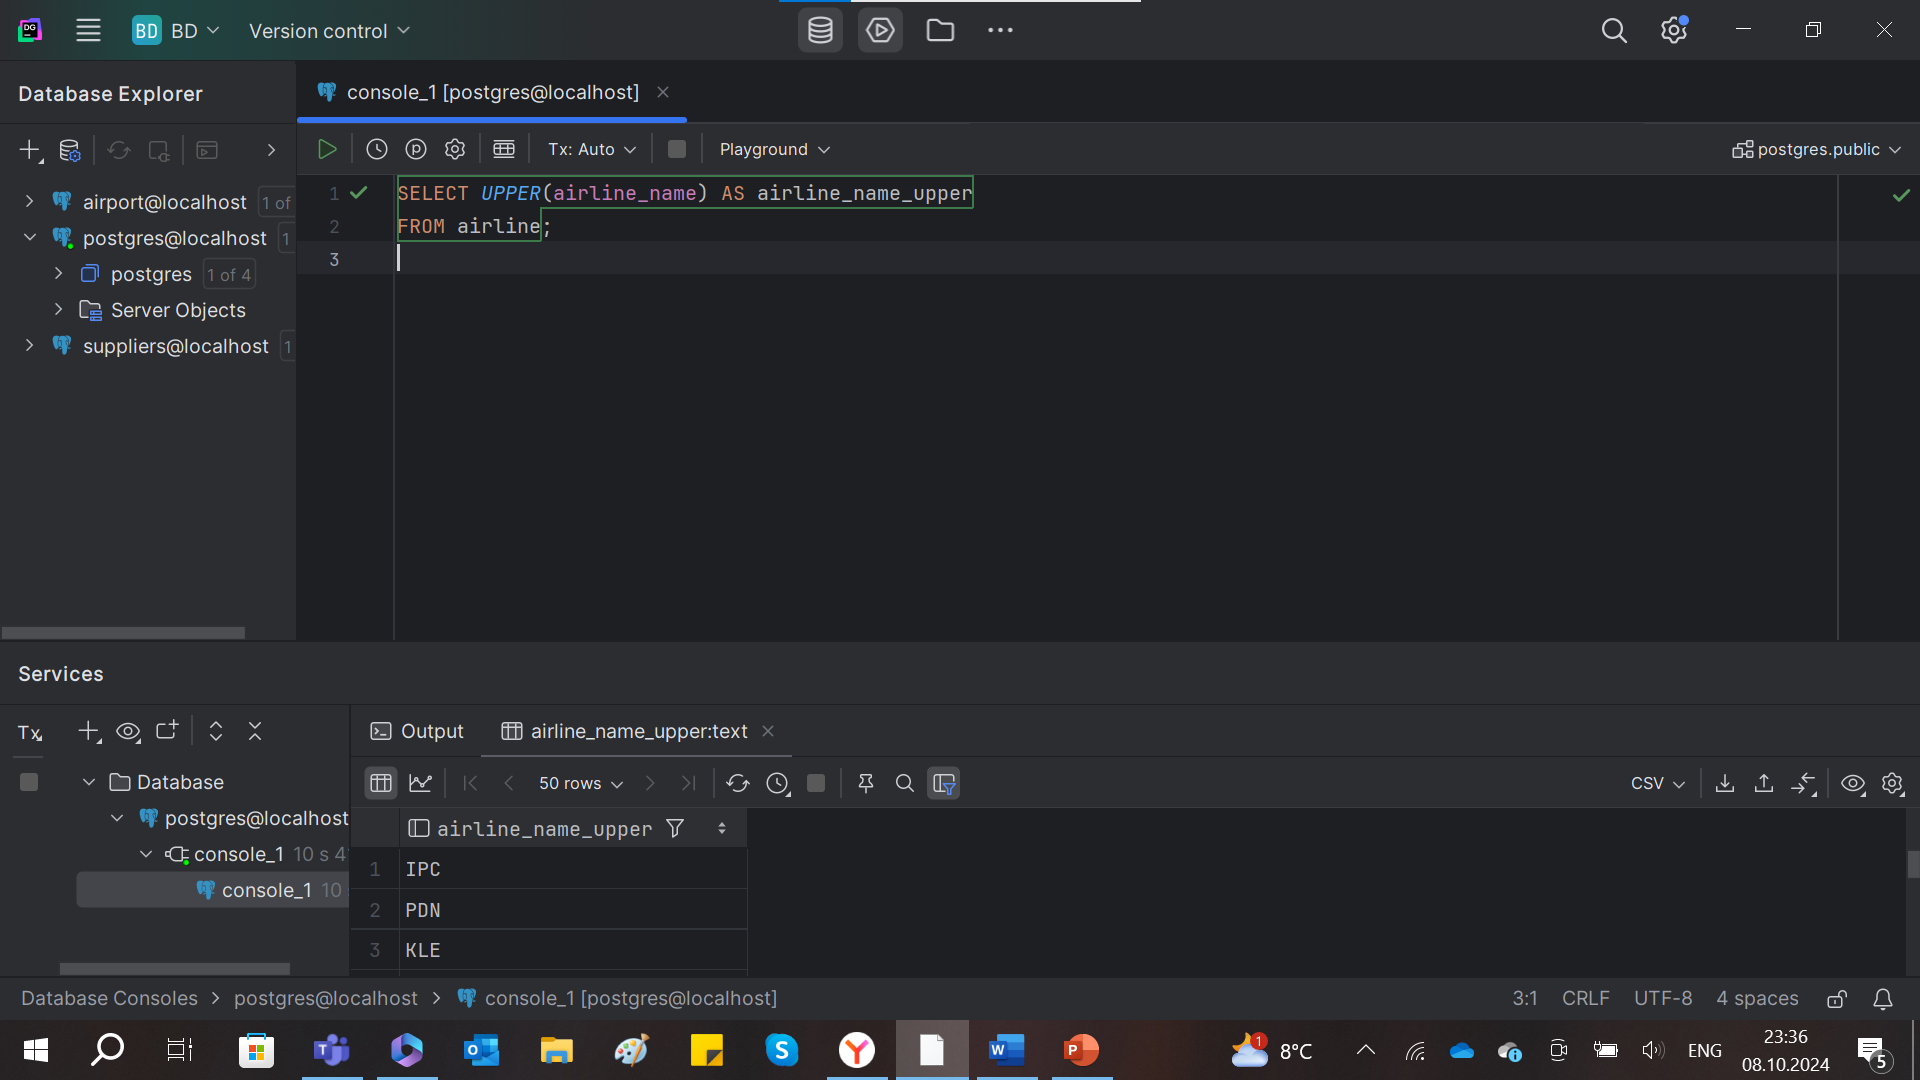 DG
BD BD Version control
Database Explorer
console_1 [postgres@localhost]
Tx: Auto Playground postgres.public
airport@localhost 1 of
postgres@localhost 1
postgres 1 of 4
Server Objects
suppliers@localhost 1
1 SELECT UPPER(airline_name) AS airline_name_upper
2 FROM airline;
3
Services
Tx
Output airline_name_upper:text
Database
postgres@localhost
console_1 10 s 4
console_1 10
50 rows CSV
airline_name_upper
1 IPC
2 PDN
3 KLE
Database Consoles postgres@localhost console_1 [postgres@localhost] 3:1 CRLF UTF-8 4 spaces
1 8°C ENG
23:36
08.10.2024
5